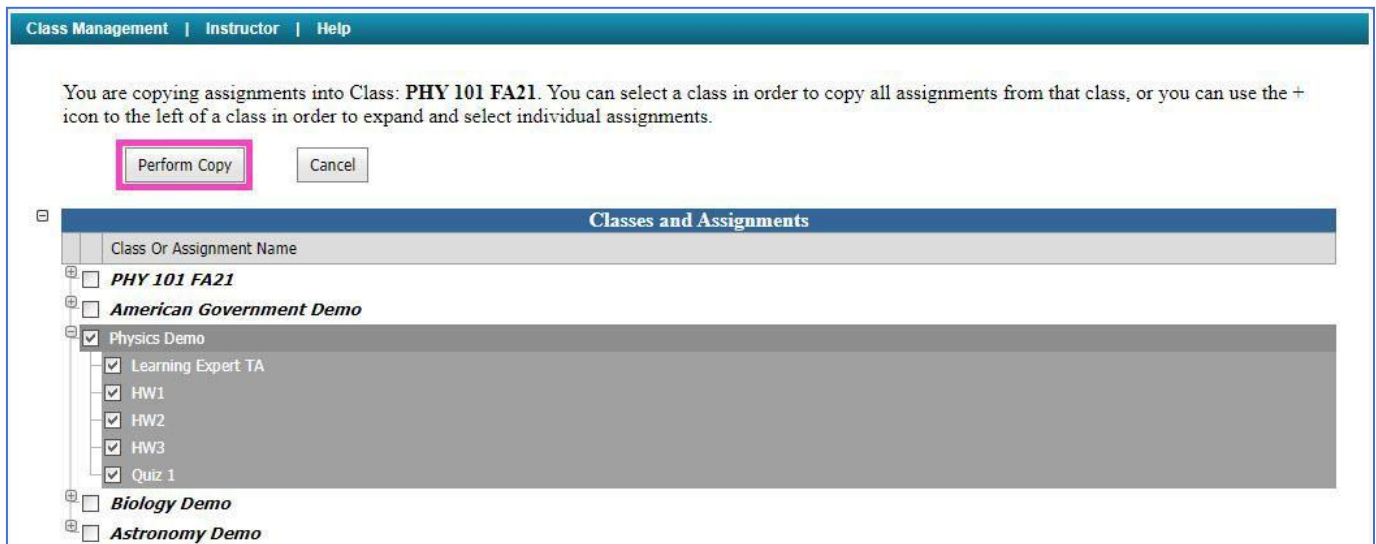 Class Management | Instructor | Help
You are copying assignments into Class: PHY 101 FA21. You can select a class in order to copy all assignments from that class, or you can use the +
icon to the left of a class in order to expand and select individual assignments.
Perform Copy Cancel
Classes and Assignments
Class Or Assignment Name
PHY 101 FA21
American Government Demo
Physics Demo
Learning Expert TA
HW1
HW2
HW3
Quiz 1
Biology Demo
Astronomy Demo